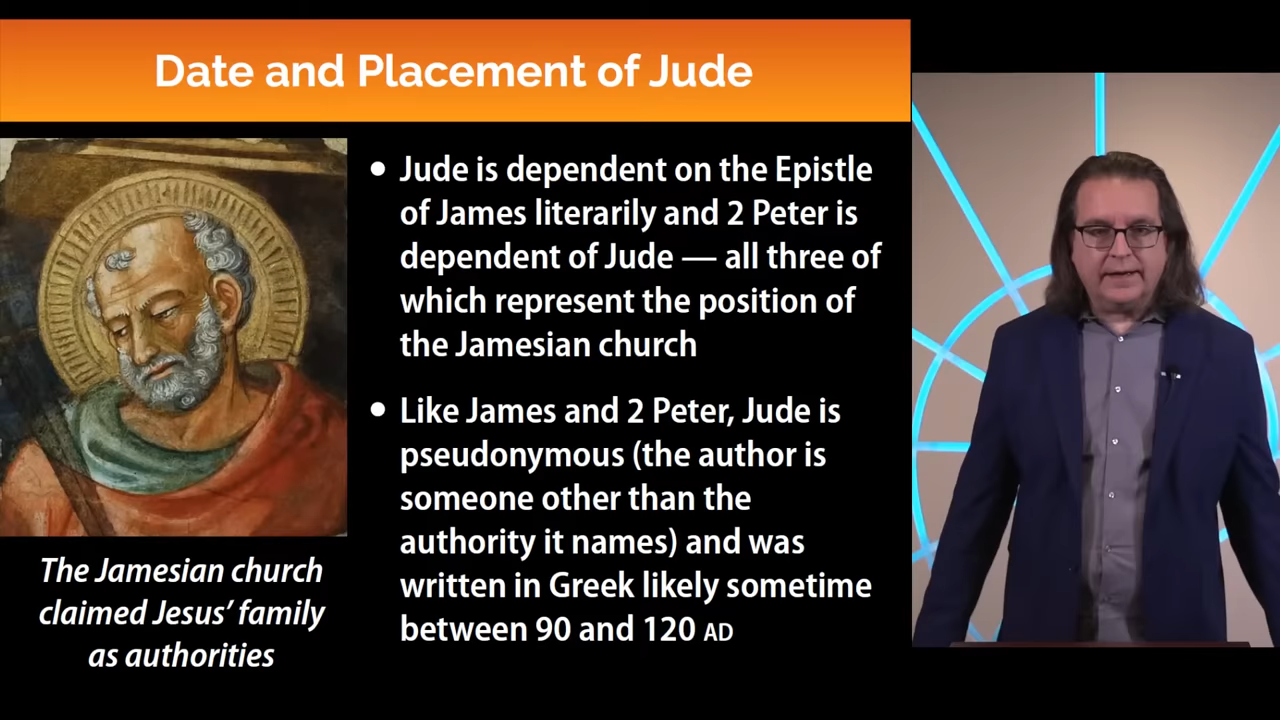 Date and Placement of Jude
• Jude is dependent on the Epistle
of James literarily and 2 Peter is
dependent of Jude — all three of
which represent the position of
the Jamesian church
• Like James and 2 Peter, Jude is
pseudonymous (the author is
someone other than the
authority it names) and was
written in Greek likely sometime
between 90 and 120 AD
The Jamesian church
claimed Jesus’ family
as authorities